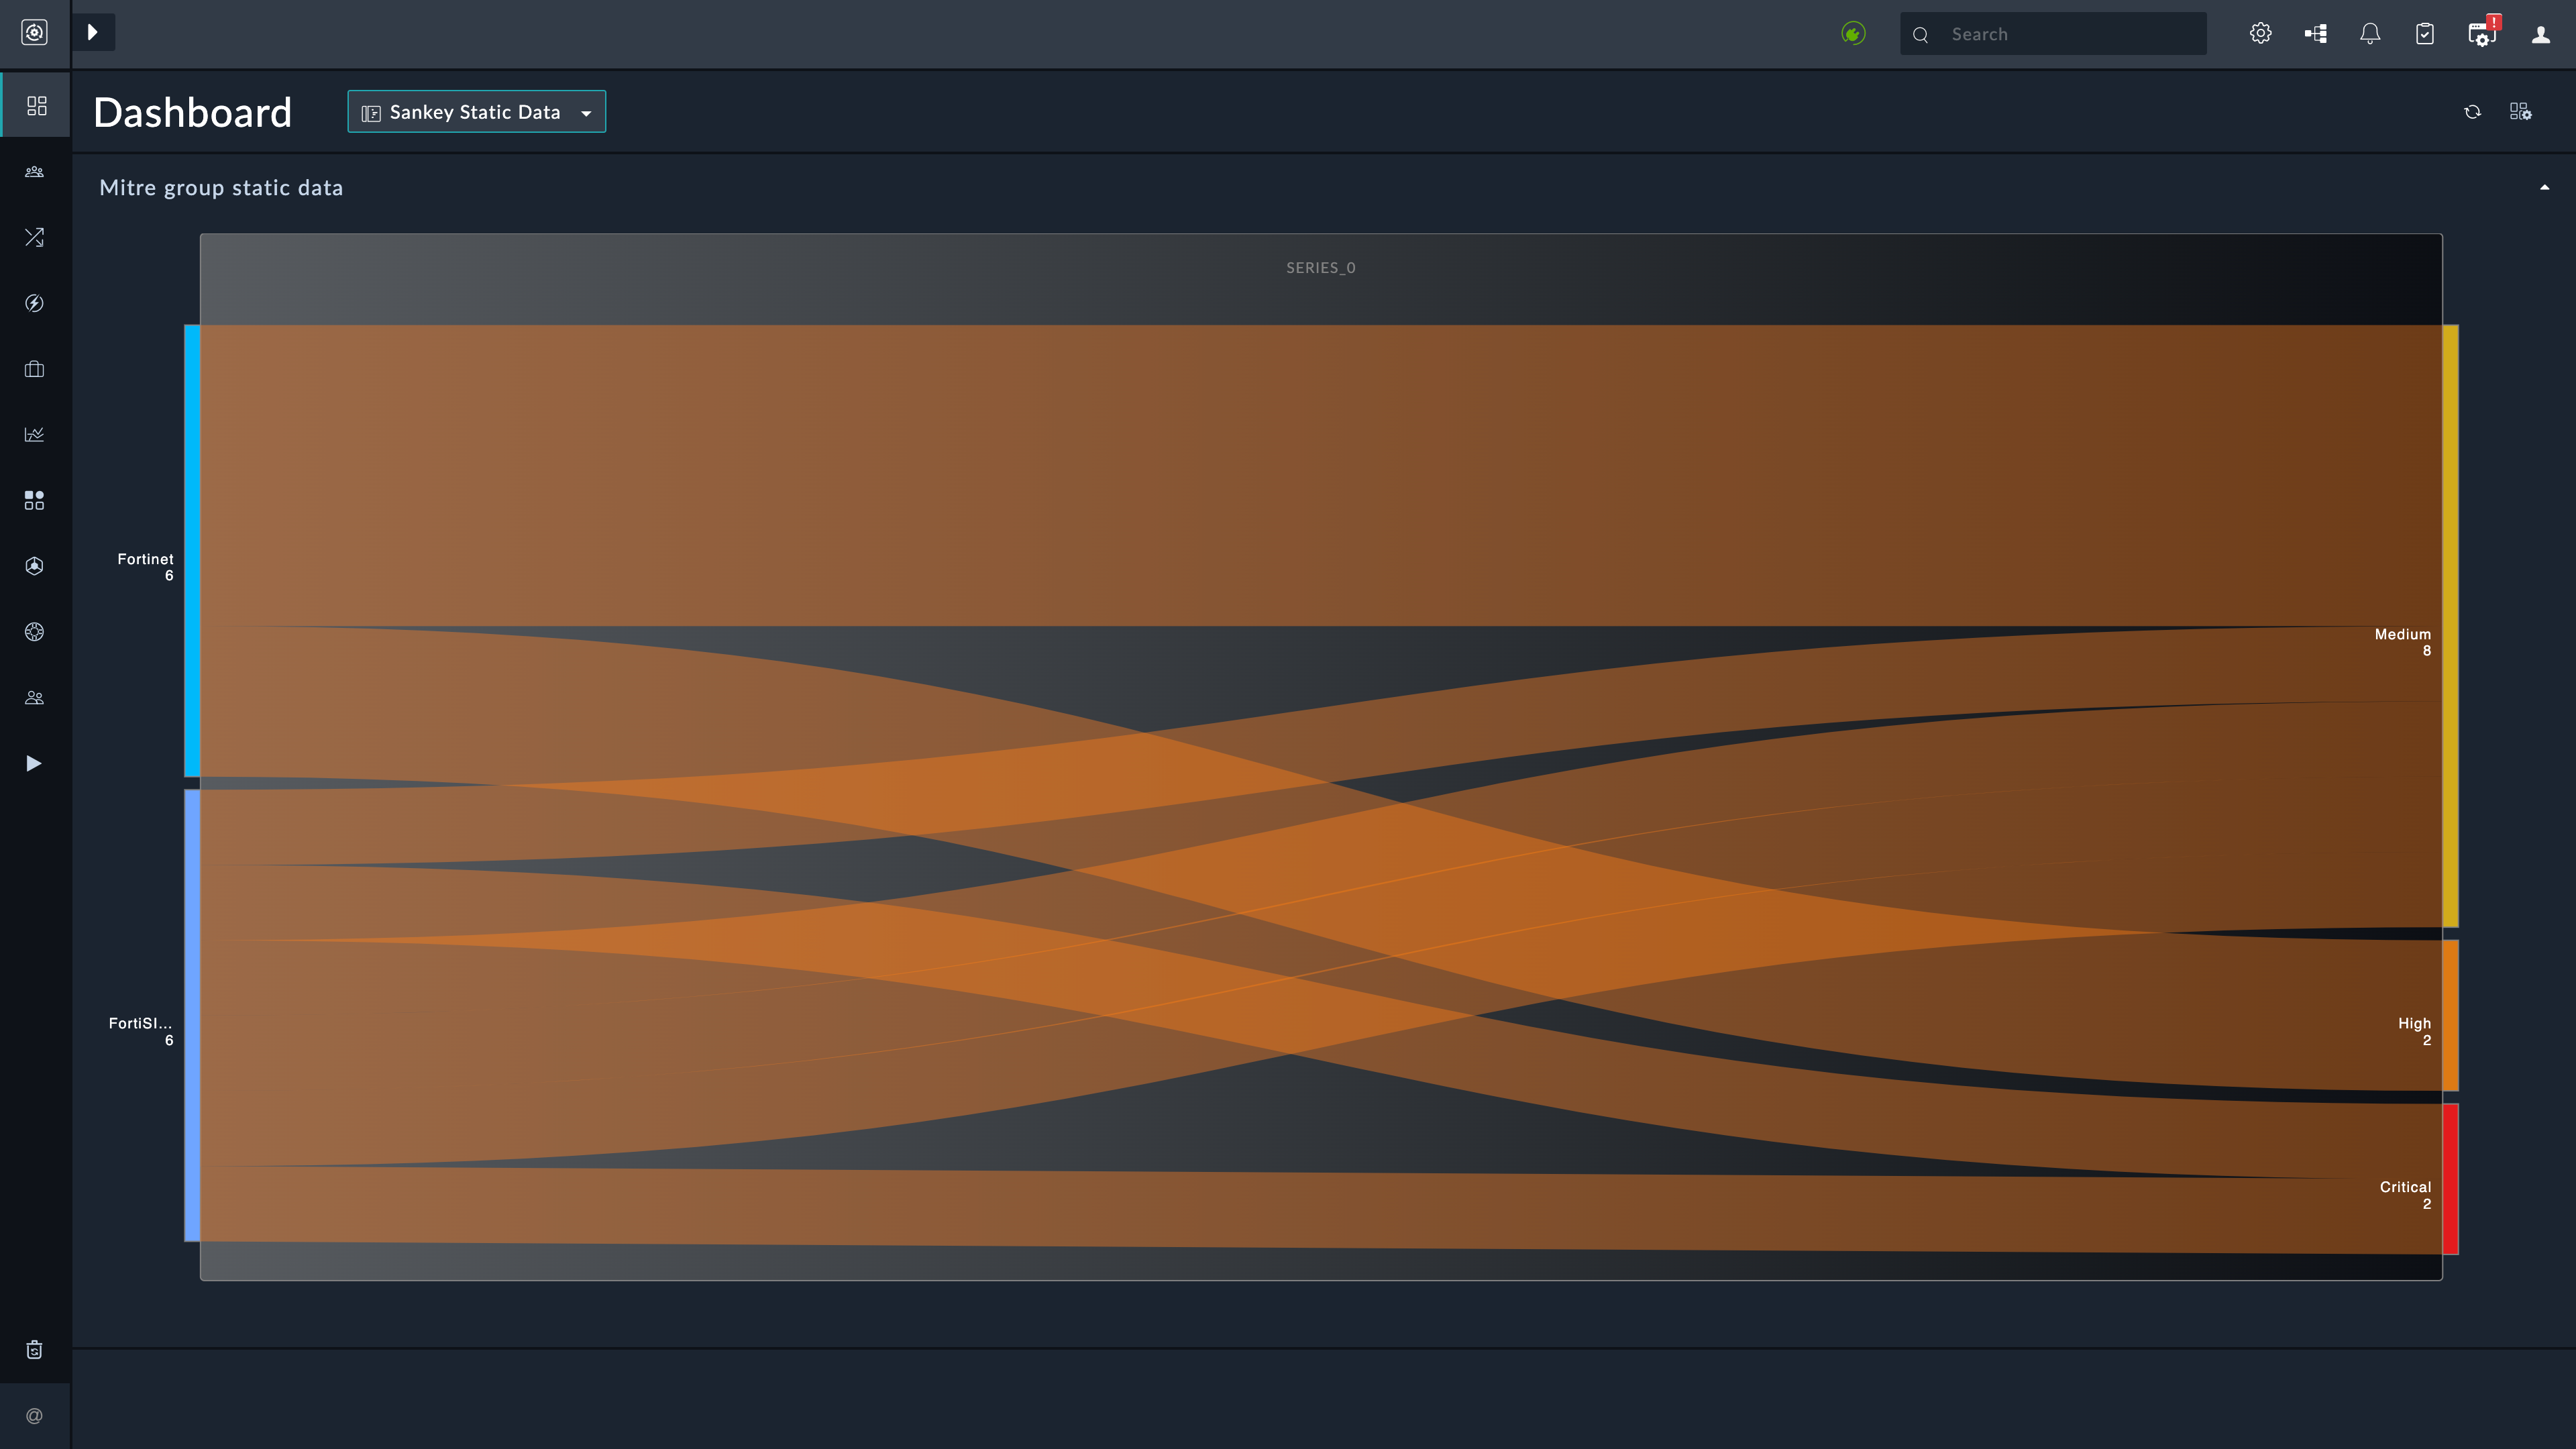 Search
!
Dashboard
Sankey Static Data
Mitre group static data
SERIES_0
Fortinet
6
Medium
8
FortiSI...
6
High
2
Critical
2
@